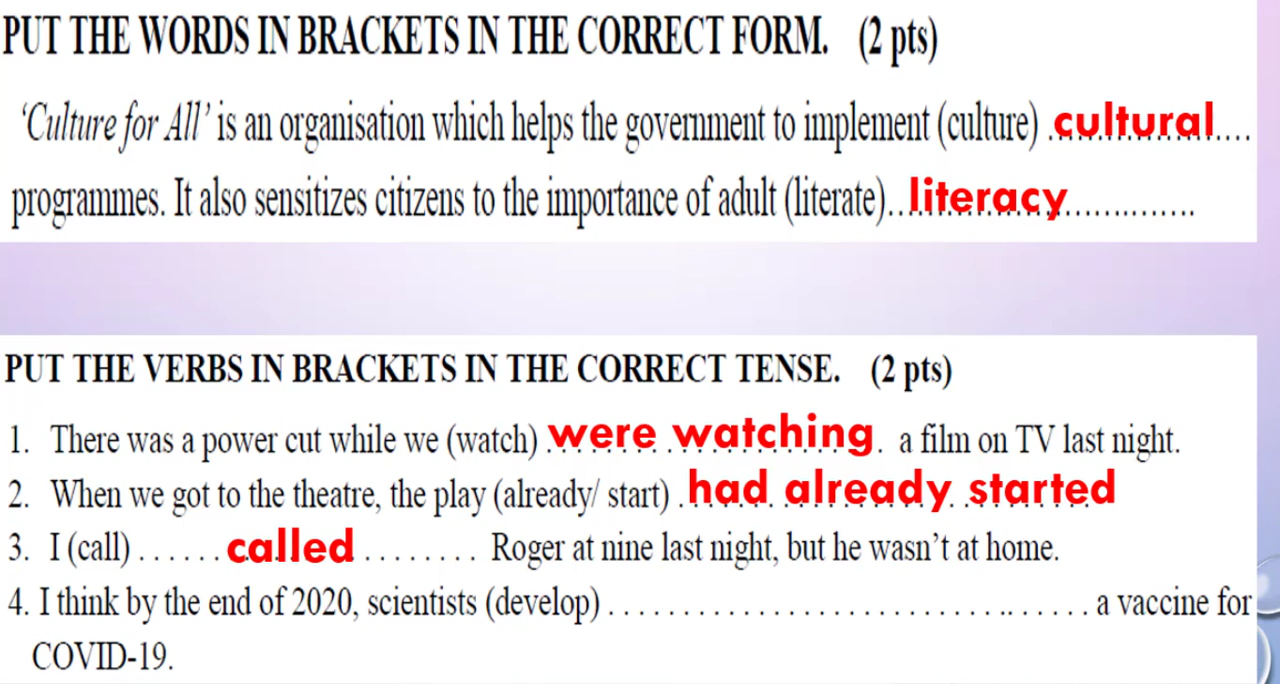 PUT THE WORDS IN BRACKETS IN THE CORRECT FORM. (2 pts)
‘Culture for All’ is an organisation which helps the government to implement (culture) .cultural....
programmes. It also sensitizes citizens to the importance of adult (literate)..literacy............
PUT THE VERBS IN BRACKETS IN THE CORRECT TENSE. (2 pts)
1. There was a power cut while we (watch) .were watching. a film on TV last night.
2. When we got to the theatre, the play (already/ start) .had already started
3. I (call) . . . . . . called . . . . . . . . Roger at nine last night, but he wasn’t at home.
4. I think by the end of 2020, scientists (develop) . . . . . . . . . . . . . . . . . . . . . . . . . . . . . . . . . . a vaccine for
COVID-19.